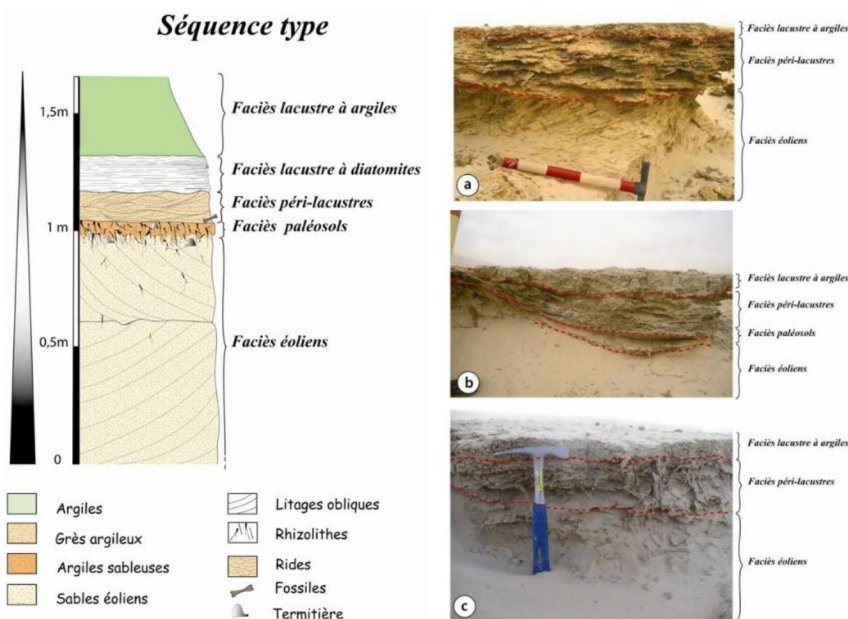 Séquence type
1,5m
1 m
0,5m
0
Faciès lacustre à argiles
Faciès lacustre à diatomites
Faciès péri-lacustres
Faciès paléosols
Faciès éoliens
Argiles
Grès argileux
Argiles sableuses
Sables éoliens
Litages obliques
Rhizolithes
Rides
Fossiles
Termitière
a
Faciès lacustre à argiles
Faciès péri-lacustres
Faciès éoliens
b
Faciès lacustre à argiles
Faciès péri-lacustres
Faciès paléosols
Faciès éoliens
c
Faciès lacustre à argiles
Faciès péri-lacustres
Faciès éoliens